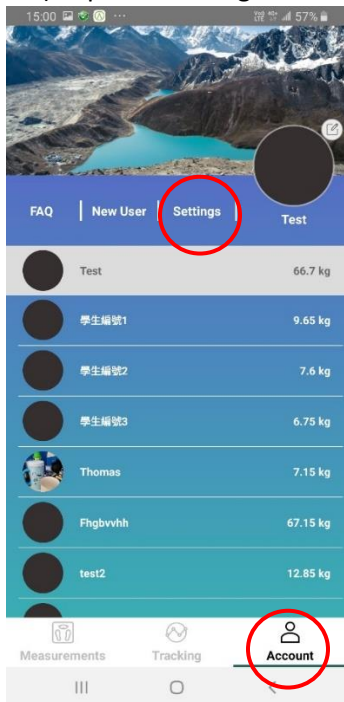 15:00 ... 57%
FAQ | New User | Settings |
Test
Test 66.7 kg
學生編號1 9.65 kg
學生編號2 7.6 kg
學生編號3 6.75 kg
Thomas 7.15 kg
Fhgbvvhh 67.15 kg
test2 12.85 kg
Measurements Tracking Account